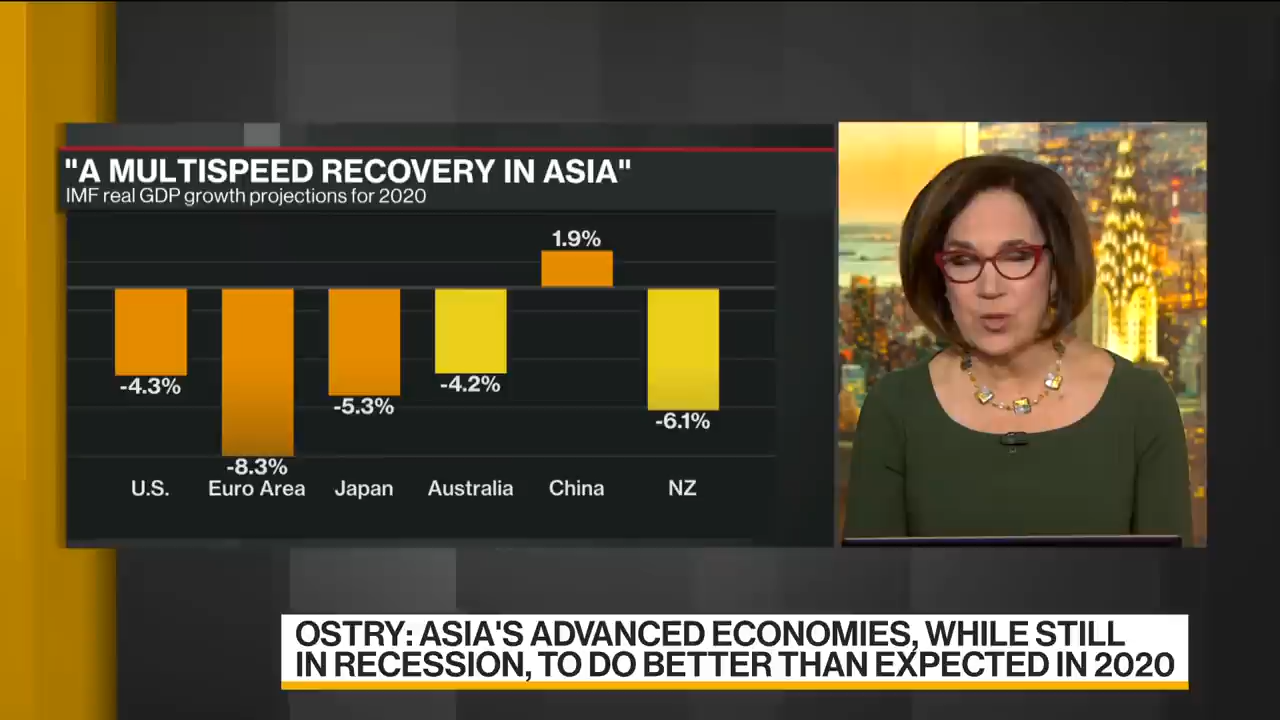 "A MULTISPEED RECOVERY IN ASIA"
IMF real GDP growth projections for 2020
1.9%
-4.3%
-8.3%
-5.3%
-4.2%
-6.1%
U.S. Euro Area Japan Australia China NZ
OSTRY: ASIA'S ADVANCED ECONOMIES, WHILE STILL
IN RECESSION, TO DO BETTER THAN EXPECTED IN 2020